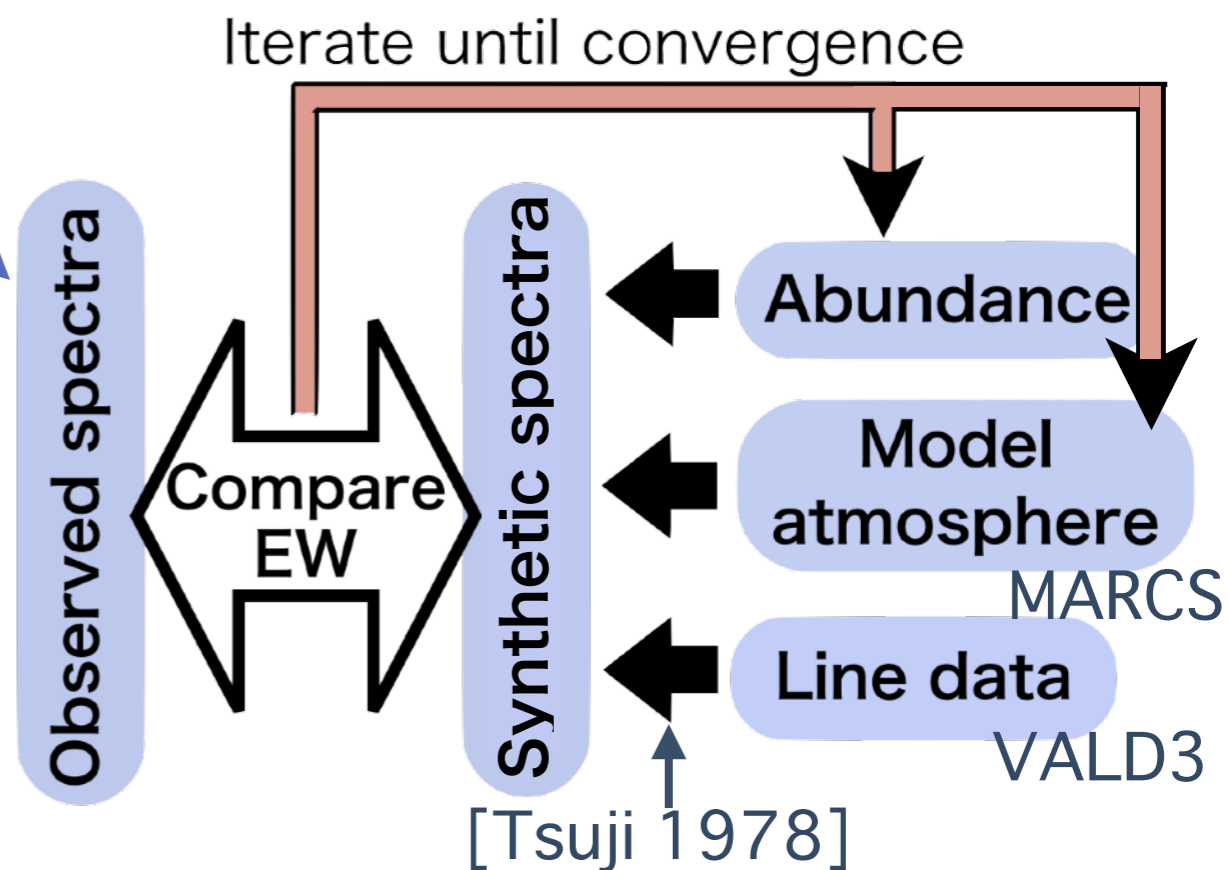 Iterate until convergence
Observed spectra
Compare
EW
Synthetic spectra
Abundance
Model
atmosphere
MARCS
Line data
VALD3
[Tsuji 1978]